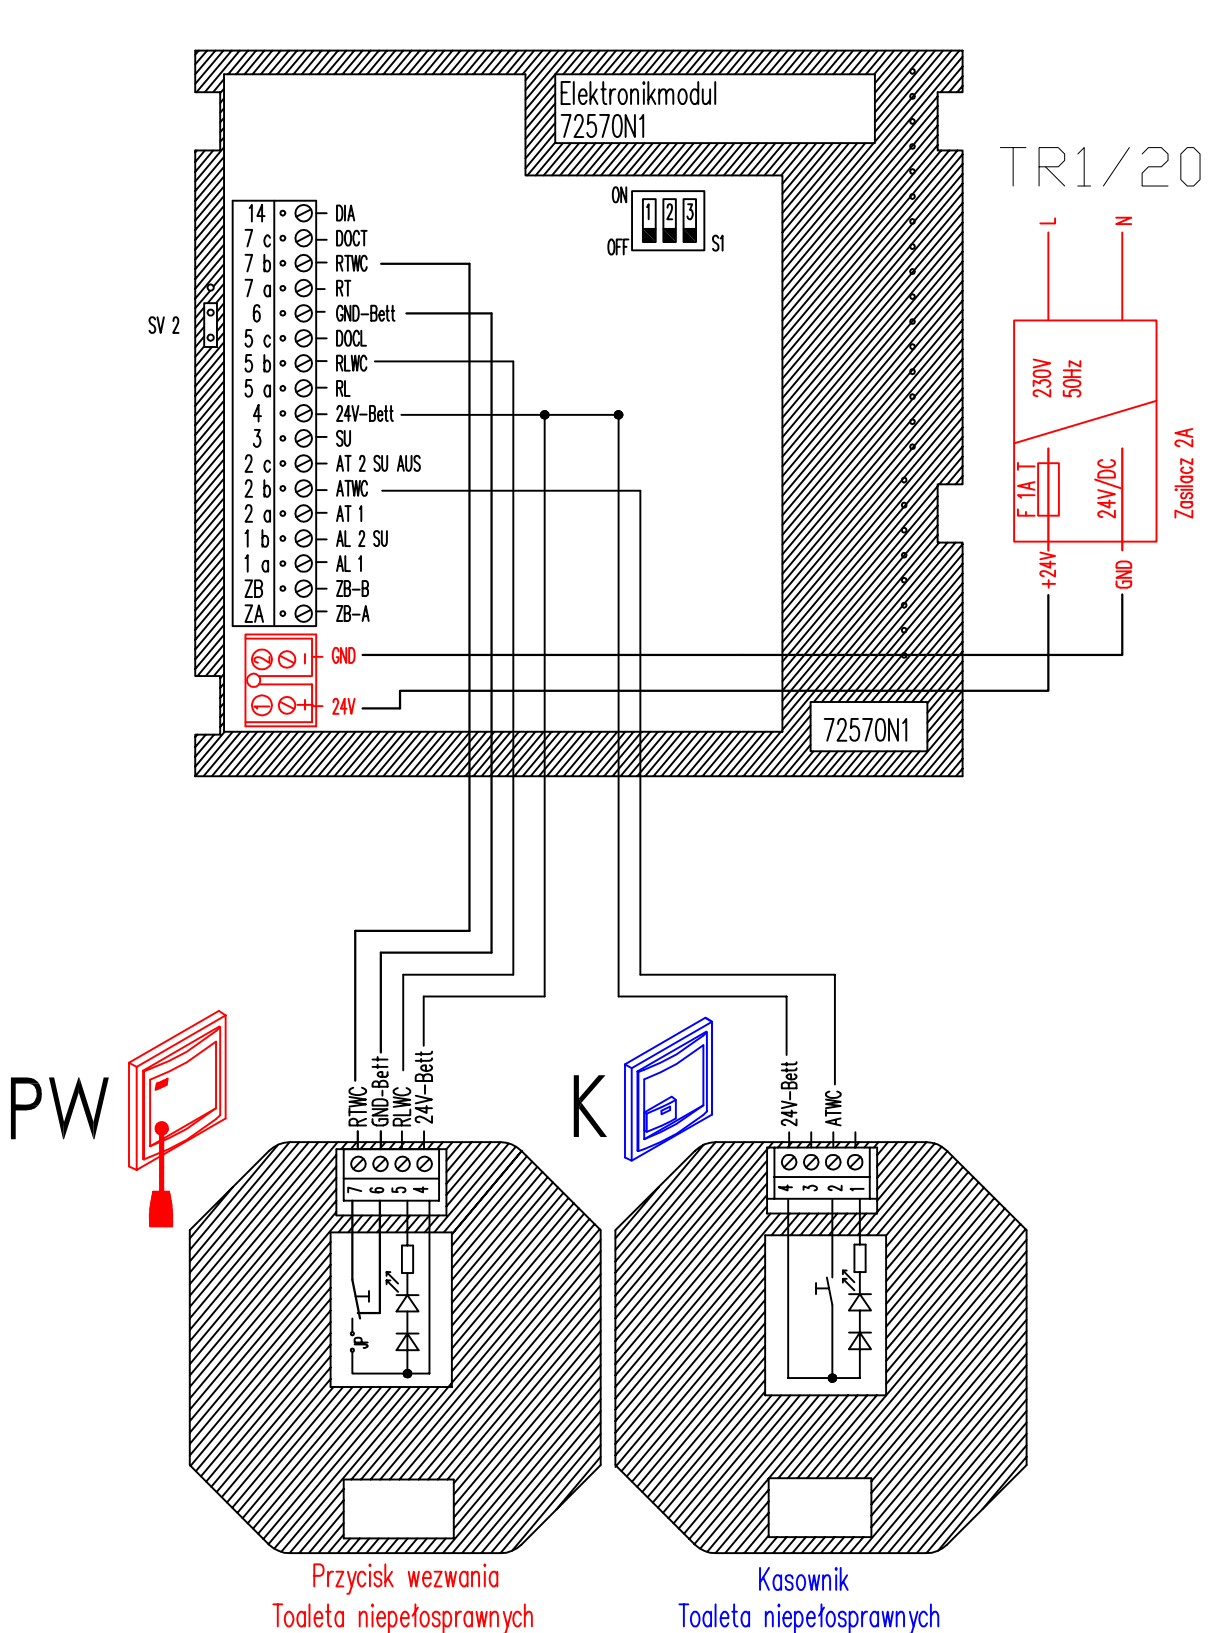 Elektronikmodul
72570N1
TR1/20
ON
1 2 3
OFF
S1
L
N
SV 2
14 DIA
7 c DOCT
7 b RTWC
7 a RT
6 GND-Bett
5 c DOCL
5 b RLWC
5 a RL
4 24V-Bett
3 SU
2 c AT 2 SU AUS
2 b ATWC
2 a AT 1
1 b AL 2 SU
1 a AL 1
ZB ZB-B
ZA ZB-A
2 - GND
1 + 24V
230V
50Hz
F 1A T
24V/DC
Zasilacz 2A
+24V
GND
72570N1
PW
RTWC
GND-Bett
RLWC
24V-Bett
7 6 5 4
JP
K
24V-Bett
ATWC
4 3 2 1
Przycisk wezwania
Toaleta niepełosprawnych
Kasownik
Toaleta niepełosprawnych